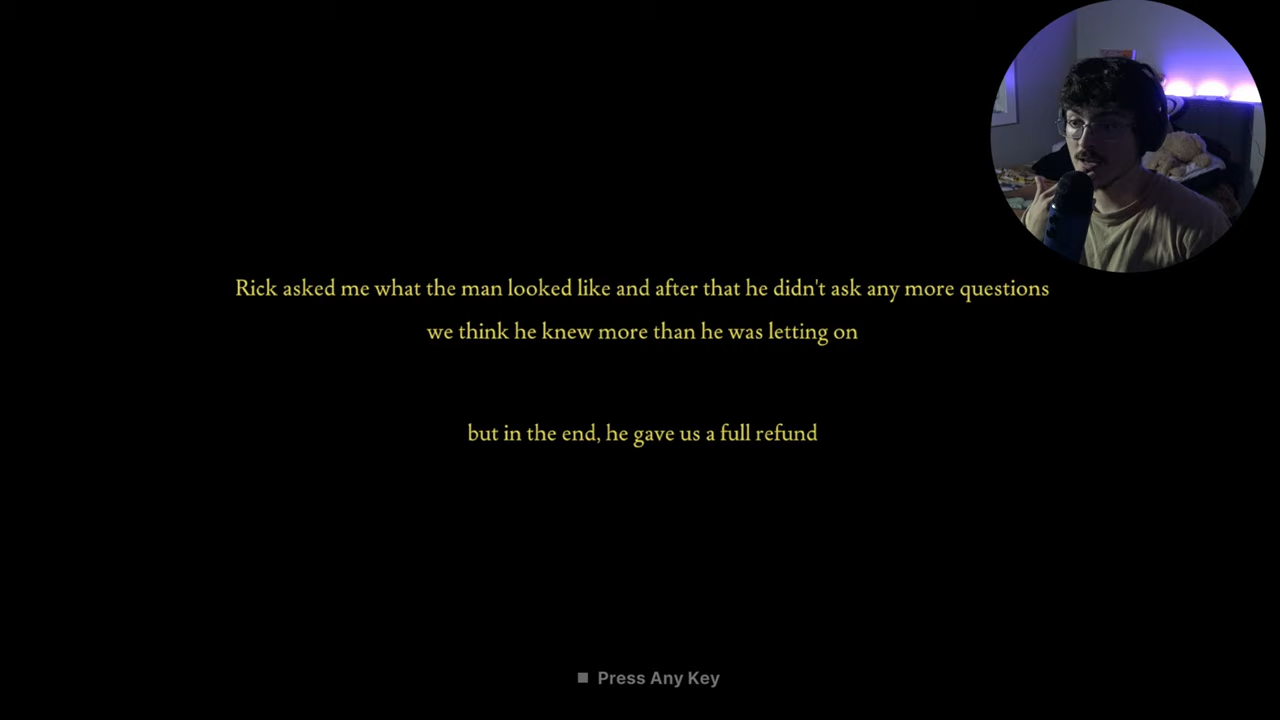 Rick asked me what the man looked like and after that he didn't ask any more questions
we think he knew more than he was letting on
but in the end, he gave us a full refund
Press Any Key